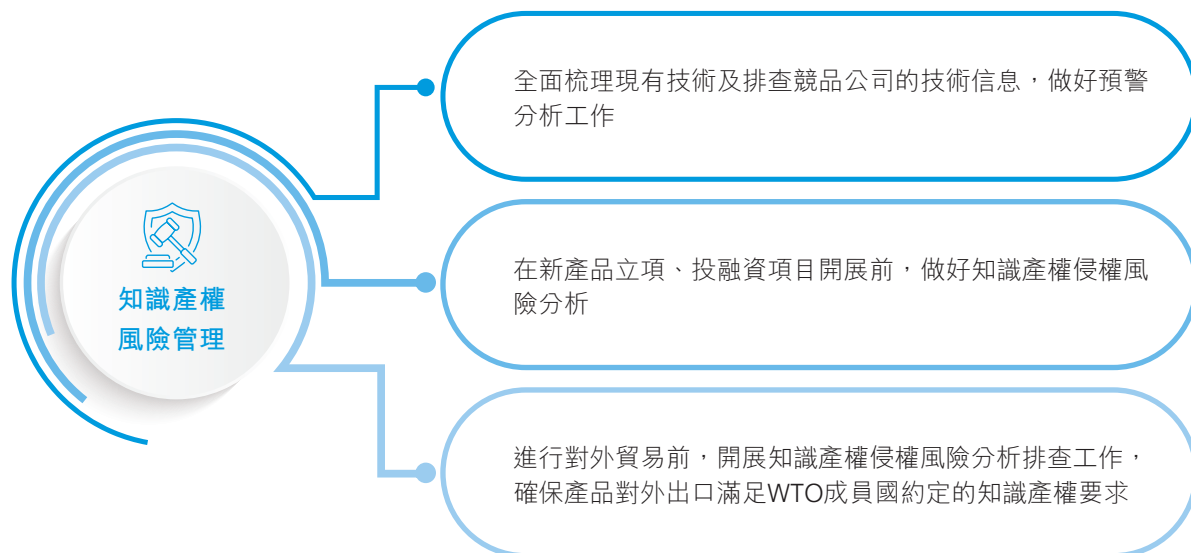 全面梳理現有技術及排查競品公司的技術信息，做好預警
分析工作
知識產權
風險管理
在新產品立項、投融資項目開展前，做好知識產權侵權風
險分析
進行對外貿易前，開展知識產權侵權風險分析排查工作，
確保產品對外出口滿足WTO成員國約定的知識產權要求